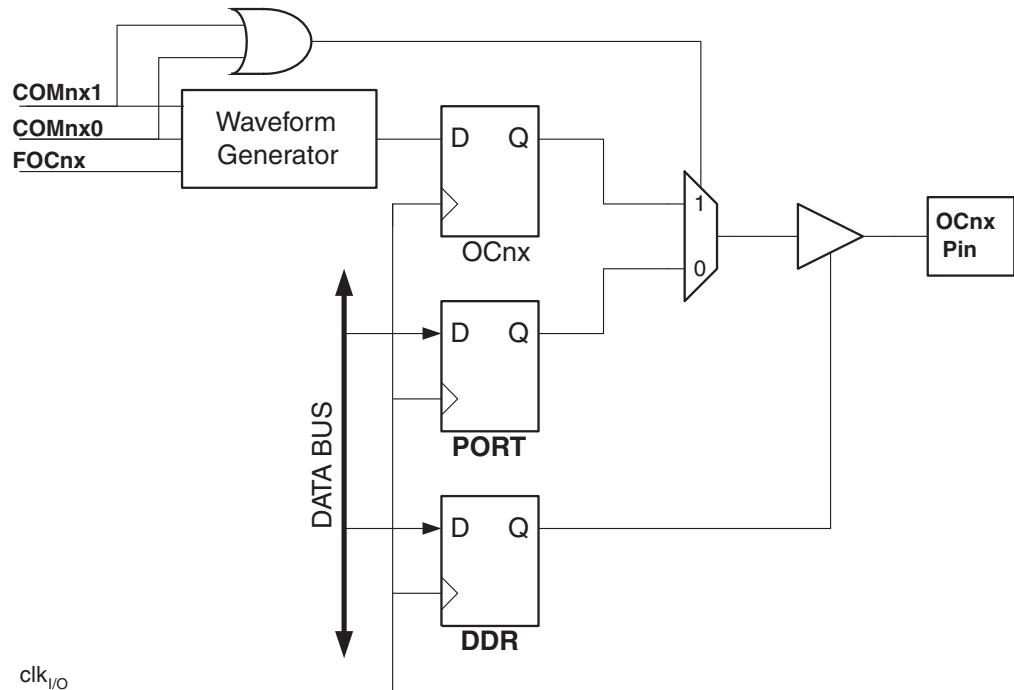 COMnx1
COMnx0
FOCnx
Waveform
Generator
D Q
OCnx
1
0
OCnx
Pin
D Q
PORT
DATA BUS
D Q
DDR
clkI/O